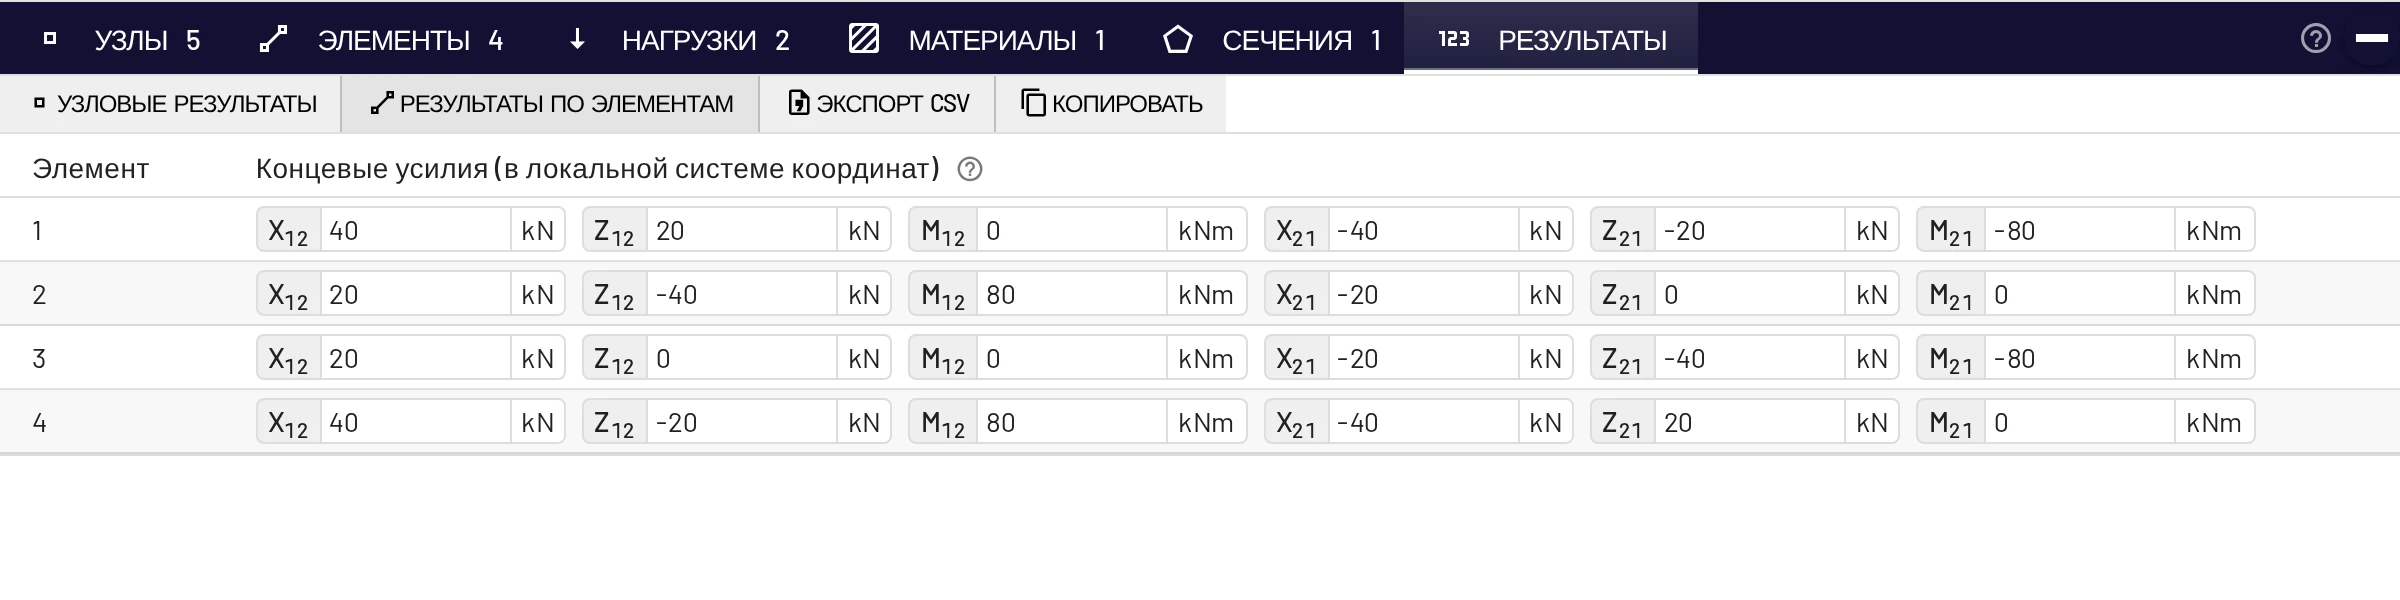 УЗЛЫ 5 ЭЛЕМЕНТЫ 4 НАГРУЗКИ 2 МАТЕРИАЛЫ 1 СЕЧЕНИЯ 1 123 РЕЗУЛЬТАТЫ ?
УЗЛОВЫЕ РЕЗУЛЬТАТЫ РЕЗУЛЬТАТЫ ПО ЭЛЕМЕНТАМ ЭКСПОРТ CSV КОПИРОВАТЬ
Элемент Концевые усилия (в локальной системе координат) ?
1 X12 40 kN Z12 20 kN M12 0 kNm X21 -40 kN Z21 -20 kN M21 -80 kNm
2 X12 20 kN Z12 -40 kN M12 80 kNm X21 -20 kN Z21 0 kN M21 0 kNm
3 X12 20 kN Z12 0 kN M12 0 kNm X21 -20 kN Z21 -40 kN M21 -80 kNm
4 X12 40 kN Z12 -20 kN M12 80 kNm X21 -40 kN Z21 20 kN M21 0 kNm